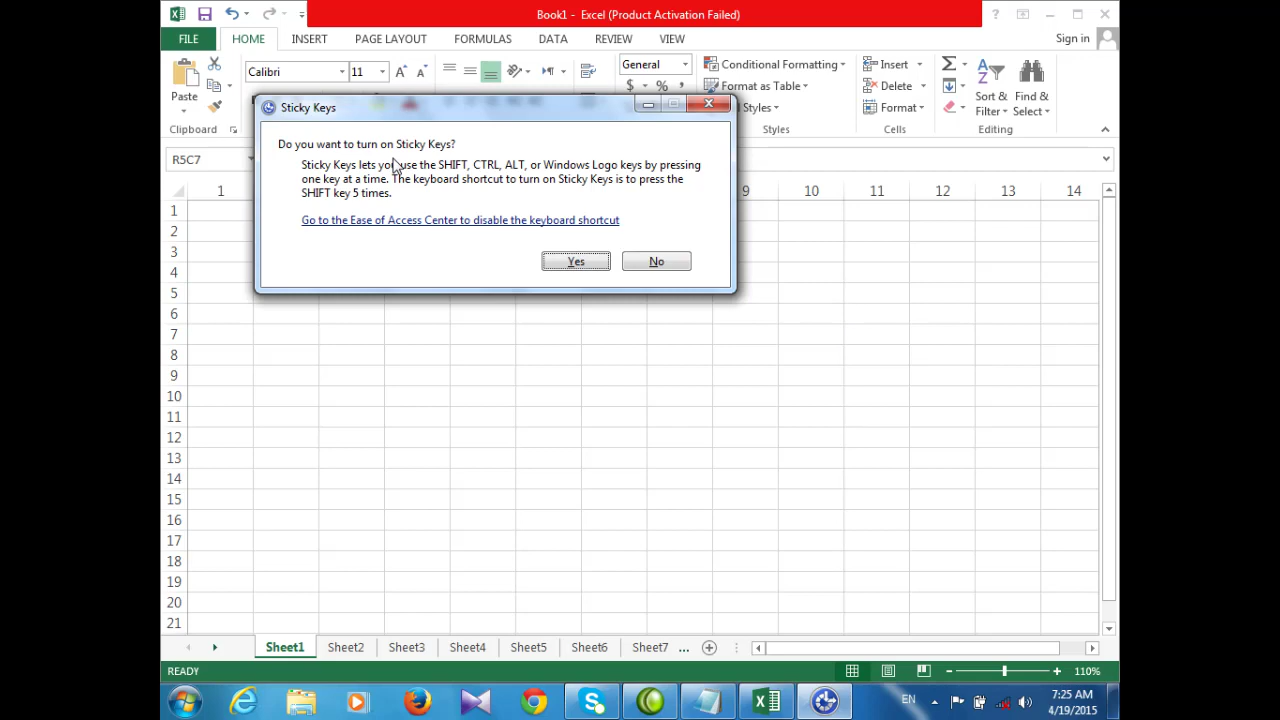 Book1 - Excel (Product Activation Failed)
?
FILE HOME INSERT PAGE LAYOUT FORMULAS DATA REVIEW VIEW Sign in
Paste
Clipboard
Calibri 11
General
$ % ,
Conditional Formatting
Format as Table
Styles
Styles
Insert
Delete
Format
Cells
Sort &
Filter
Find &
Select
Editing
Sticky Keys
Do you want to turn on Sticky Keys?
Sticky Keys lets you use the SHIFT, CTRL, ALT, or Windows Logo keys by pressing
one key at a time. The keyboard shortcut to turn on Sticky Keys is to press the
SHIFT key 5 times.
Go to the Ease of Access Center to disable the keyboard shortcut
Yes No
R5C7
1 9 10 11 12 13 14
1
2
3
4
5
6
7
8
9
10
11
12
13
14
15
16
17
18
19
20
21
Sheet1 Sheet2 Sheet3 Sheet4 Sheet5 Sheet6 Sheet7 ...
READY 110%
EN 7:25 AM
4/19/2015